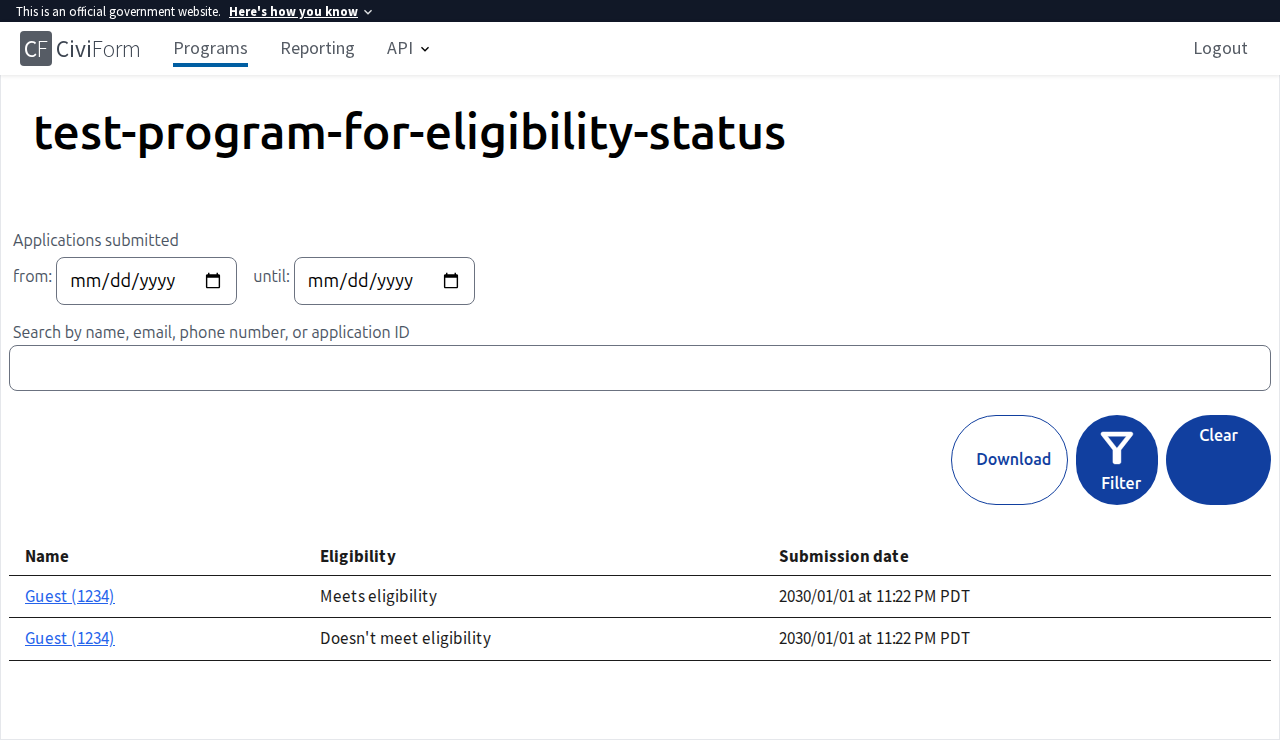 This is an official government website. Here's how you know
CF CiviForm Programs Reporting API Logout
test-program-for-eligibility-status
Applications submitted
from: mm/dd/yyyy until: mm/dd/yyyy
Search by name, email, phone number, or application ID
Download Filter Clear
Name Eligibility Submission date
Guest (1234) Meets eligibility 2030/01/01 at 11:22 PM PDT
Guest (1234) Doesn't meet eligibility 2030/01/01 at 11:22 PM PDT